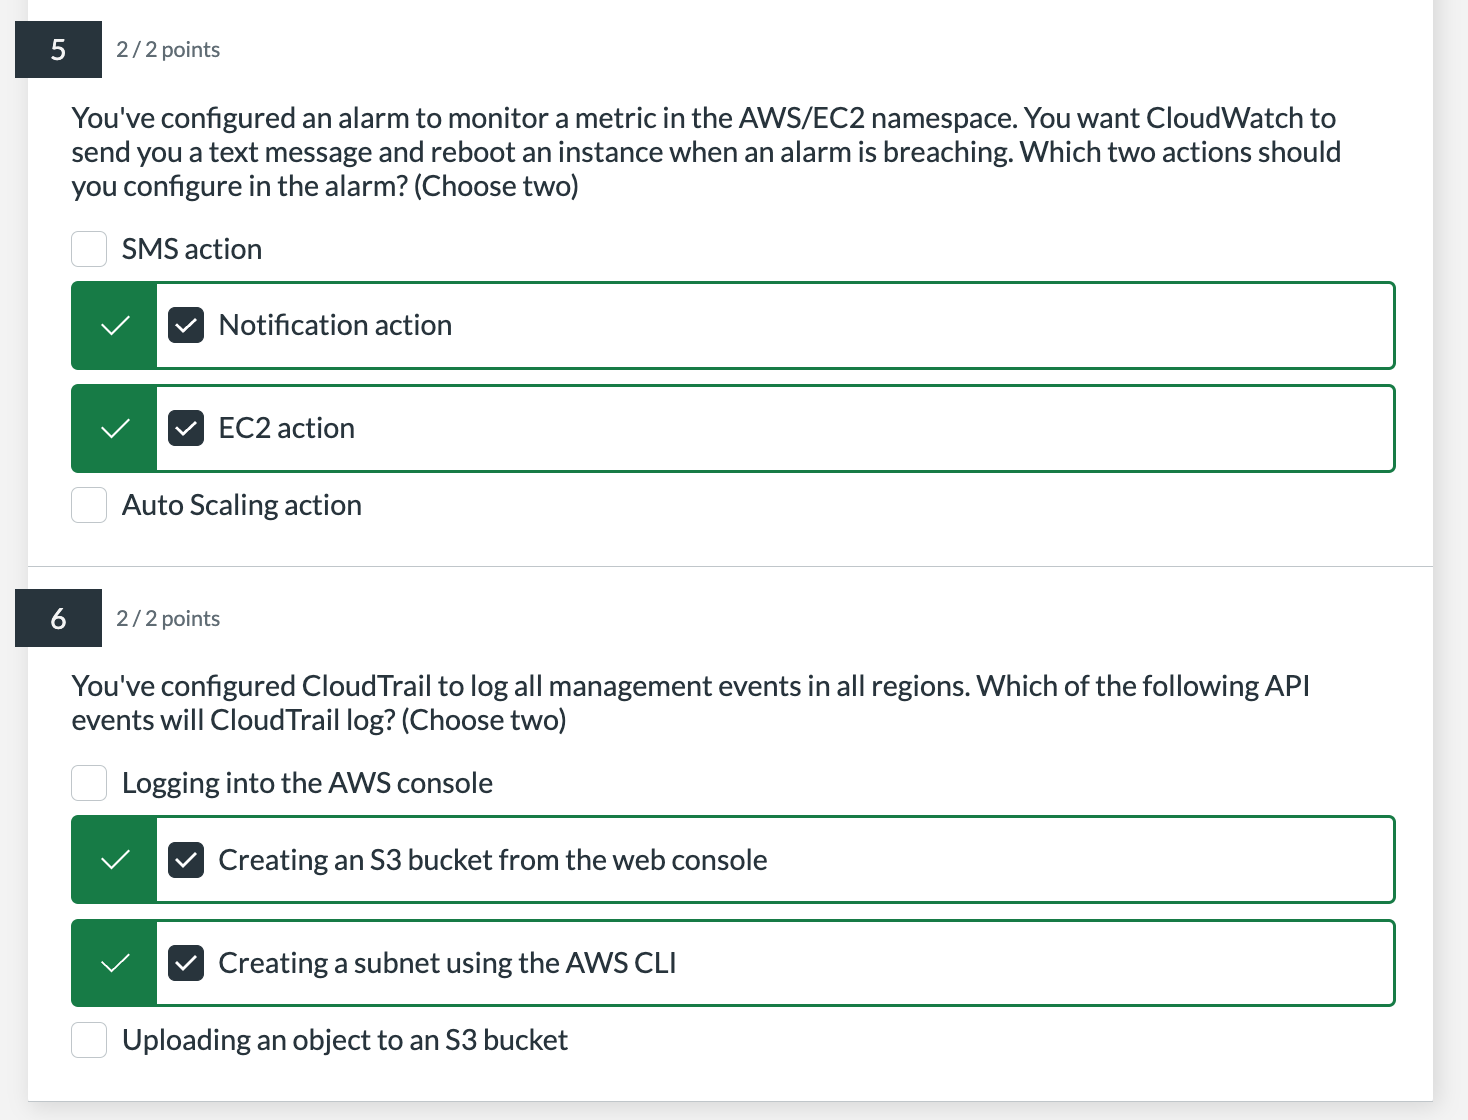 5
2 / 2 points
You've configured an alarm to monitor a metric in the AWS/EC2 namespace. You want CloudWatch to
send you a text message and reboot an instance when an alarm is breaching. Which two actions should
you configure in the alarm? (Choose two)
SMS action
Notification action
EC2 action
Auto Scaling action
6
2 / 2 points
You've configured CloudTrail to log all management events in all regions. Which of the following API
events will CloudTrail log? (Choose two)
Logging into the AWS console
Creating an S3 bucket from the web console
Creating a subnet using the AWS CLI
Uploading an object to an S3 bucket